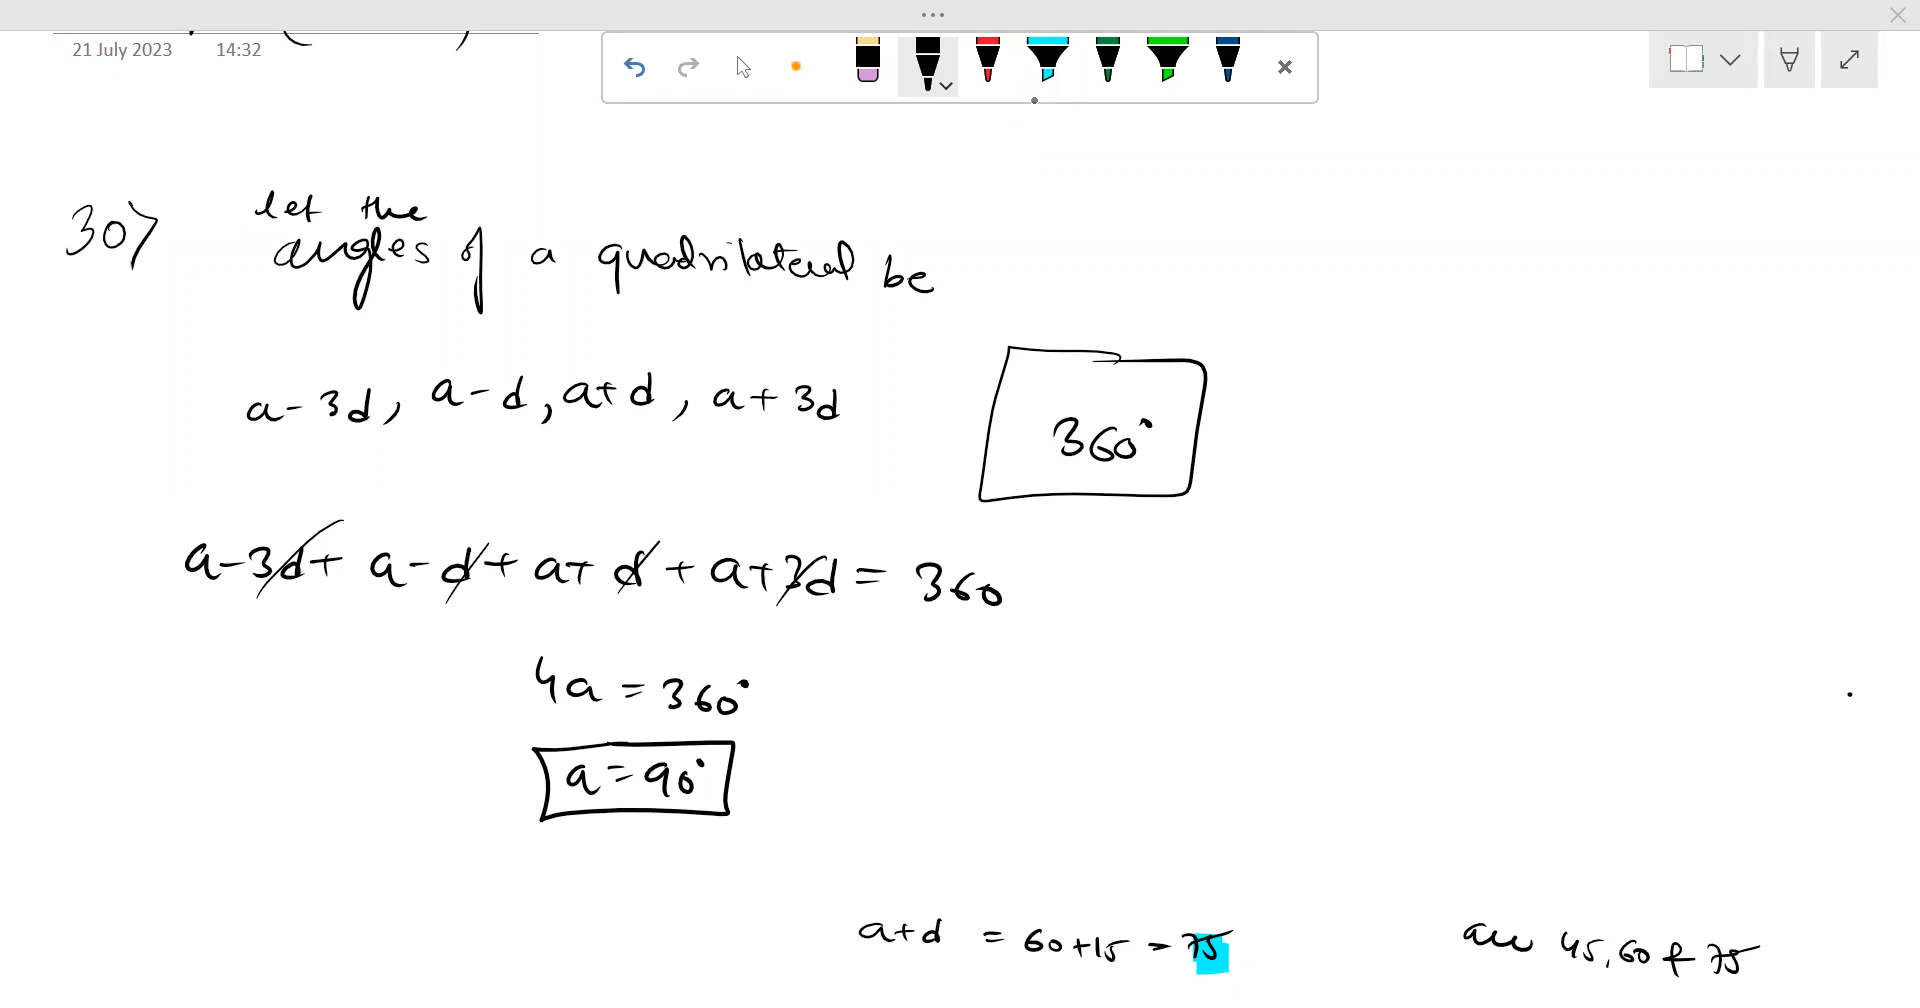 21 July 2023 14:32
30) let the
angles of a quadrilateral be
a-3d, a-d, a+d, a+3d
360°
a-3d+ a-d+ a+d + a+3d = 360
4a = 360°
a = 90°
a+d = 60+15 = 75
are 45, 60 & 75